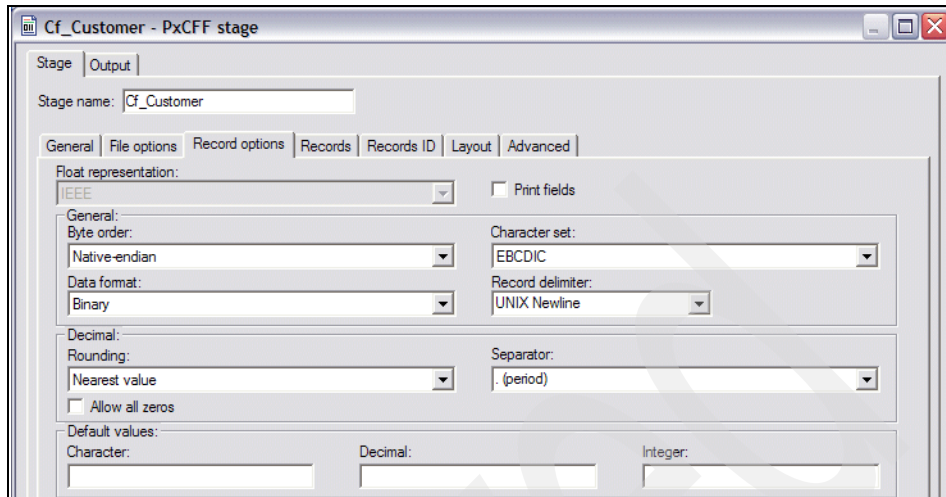 Cf_Customer - PxCFF stage
Stage Output
Stage name: Cf_Customer
General File options Record options Records Records ID Layout Advanced
Float representation:
IEEE Print fields
General:
Byte order: Character set:
Native-endian EBCDIC
Data format: Record delimiter:
Binary UNIX Newline
Decimal:
Rounding: Separator:
Nearest value . (period)
Allow all zeros
Default values:
Character: Decimal: Integer: